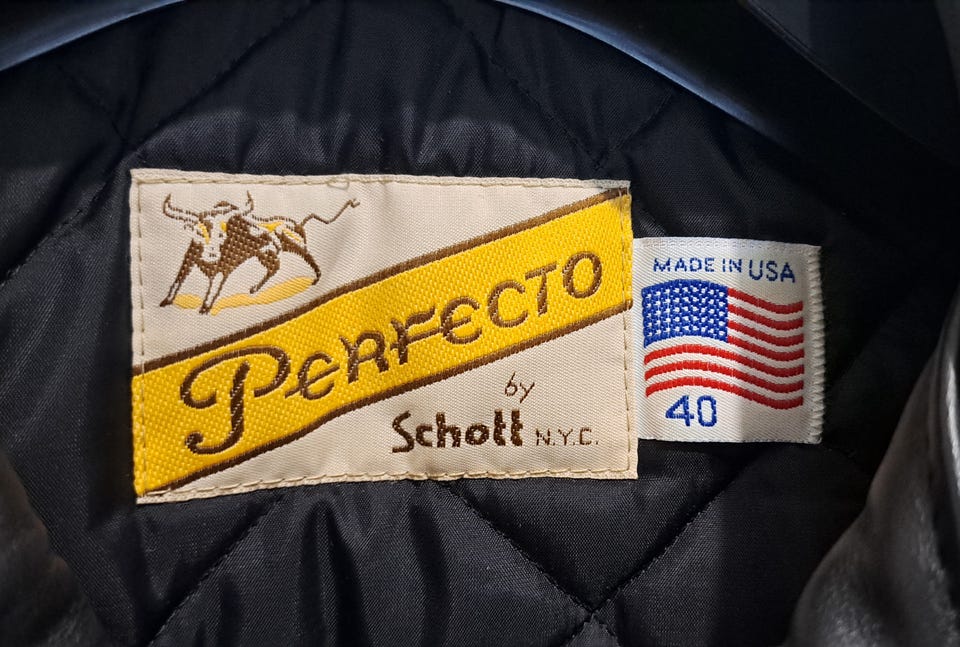 PERFECTO
by
Schott N.Y.C.
MADE IN USA
40